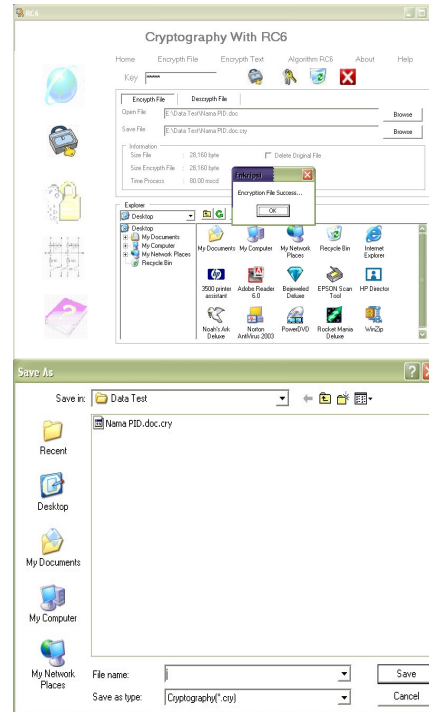 RC6
Cryptography With RC6
Home Encrypth File Encryp Text Algorithm RC6 About Help
Key
Encrypth File Descrypth File
Open File E:\Data Test\Nama PID.doc Browse
Save File E:\Data Test\Nama PID.doc.cry Browse
Information
Size File : 28,160 byte Delete Original File
Size Encrypth File : 28,160 byte
Time Process : 80.00 mscd
Enkripsi
Encryption File Success...
OK
Explorer
Desktop
Desktop
My Documents
My Computer
My Network Places
Recycle Bin
My Documents My Computer My Network Places Recycle Bin Internet Explorer
3500 printer assistant Adobe Reader 6.0 Bejeweled Deluxe EPSON Scan Tool HP Director
Noah's Ark Deluxe Norton AntiVirus 2003 PowerDVD Rocket Mania Deluxe WinZip
Save As
Save in: Data Test
Nama PID.doc.cry
Recent
Desktop
My Documents
My Computer
My Network Places
File name: Save
Save as type: Cryptography(*.cry) Cancel